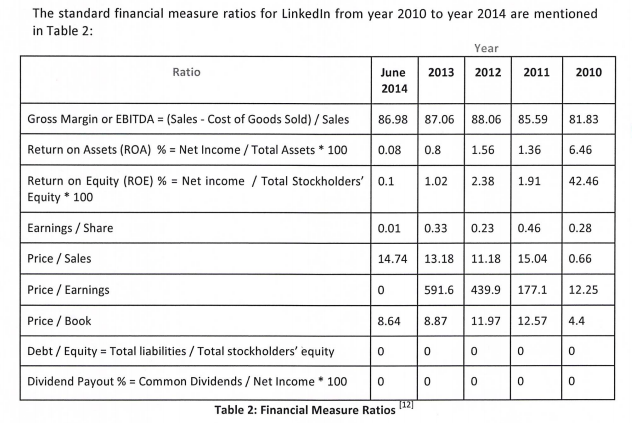 The standard financial measure ratios for LinkedIn from year 2010 to year 2014 are mentioned
in Table 2:
Year
Ratio June 2013 2012 2011 2010
2014
Gross Margin or EBITDA = (Sales - Cost of Goods Sold) / Sales 86.98 87.06 88.06 85.59 81.83
Return on Assets (ROA) % = Net Income / Total Assets * 100 0.08 0.8 1.56 1.36 6.46
Return on Equity (ROE) % = Net income / Total Stockholders' 0.1 1.02 2.38 1.91 42.46
Equity * 100
Earnings / Share 0.01 0.33 0.23 0.46 0.28
Price / Sales 14.74 13.18 11.18 15.04 0.66
Price / Earnings 0 591.6 439.9 177.1 12.25
Price / Book 8.64 8.87 11.97 12.57 4.4
Debt / Equity = Total liabilities / Total stockholders' equity 0 0 0 0 0
Dividend Payout % = Common Dividends / Net Income * 100 0 0 0 0 0
Table 2: Financial Measure Ratios [12]